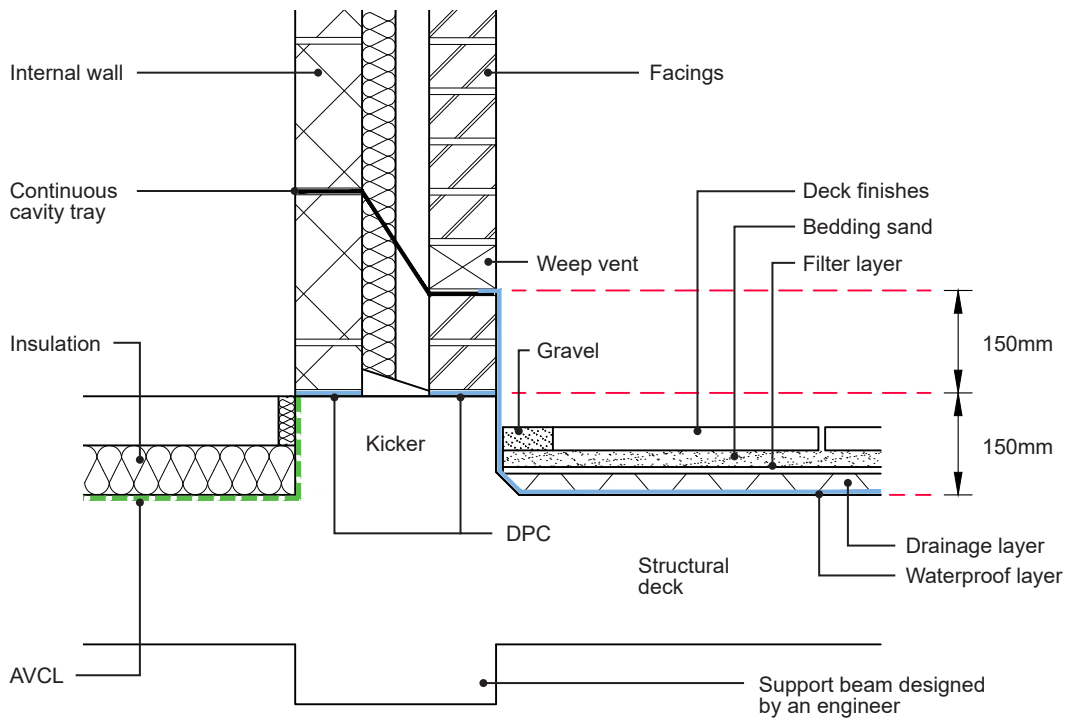 Internal wall
Facings
Continuous
cavity tray
Deck finishes
Bedding sand
Weep vent
Filter layer
Insulation
Gravel
150mm
Kicker
150mm
DPC
Drainage layer
Structural
deck
Waterproof layer
AVCL
Support beam designed
by an engineer